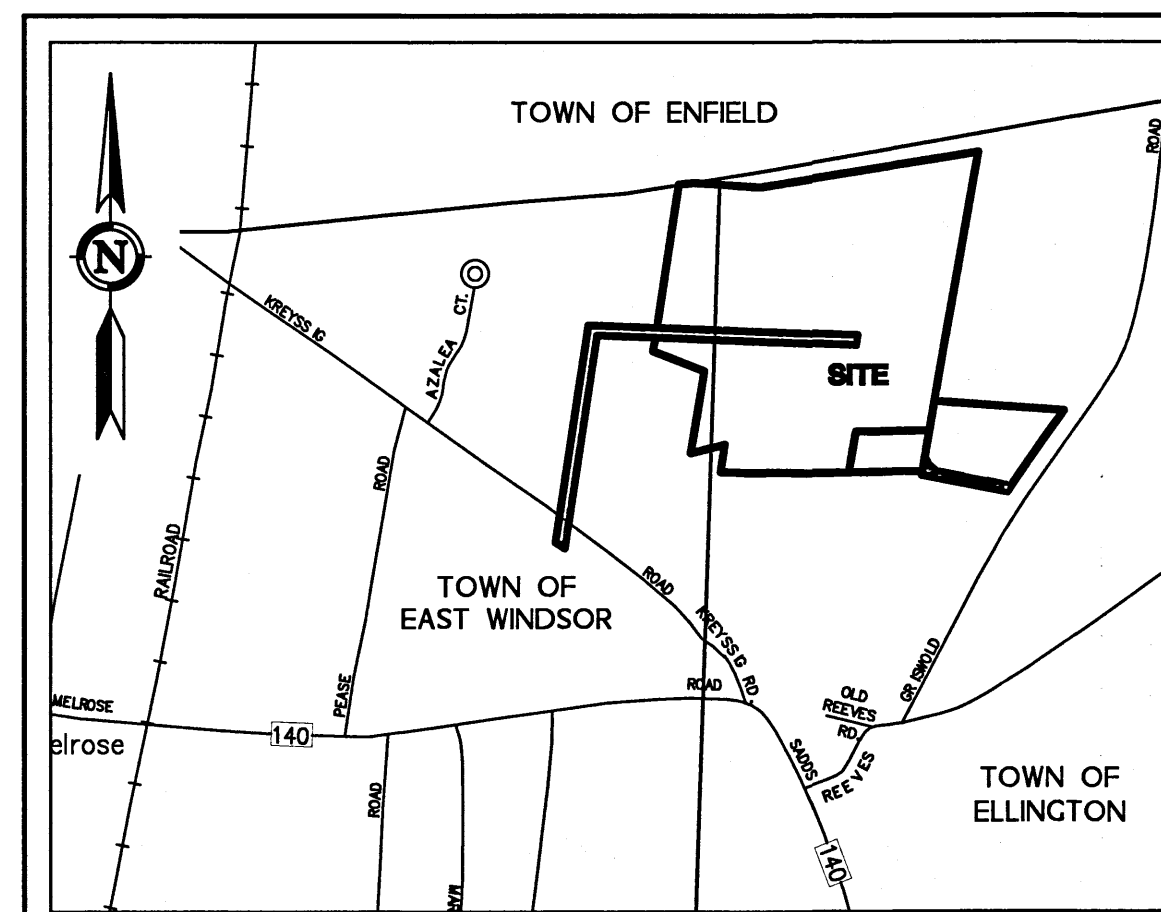 TOWN OF ENFIELD
ROAD
N
KREYSSIG
AZALEA CT.
SITE
ROAD
RAILROAD
TOWN OF
EAST WINDSOR
ROAD
KREYSSIG RD.
GRISWOLD
PEASE
ROAD
OLD
REEVES
RD.
MELROSE
elrose
140
SADDS
REEVES
TOWN OF
ELLINGTON
ROAD
140
MAR